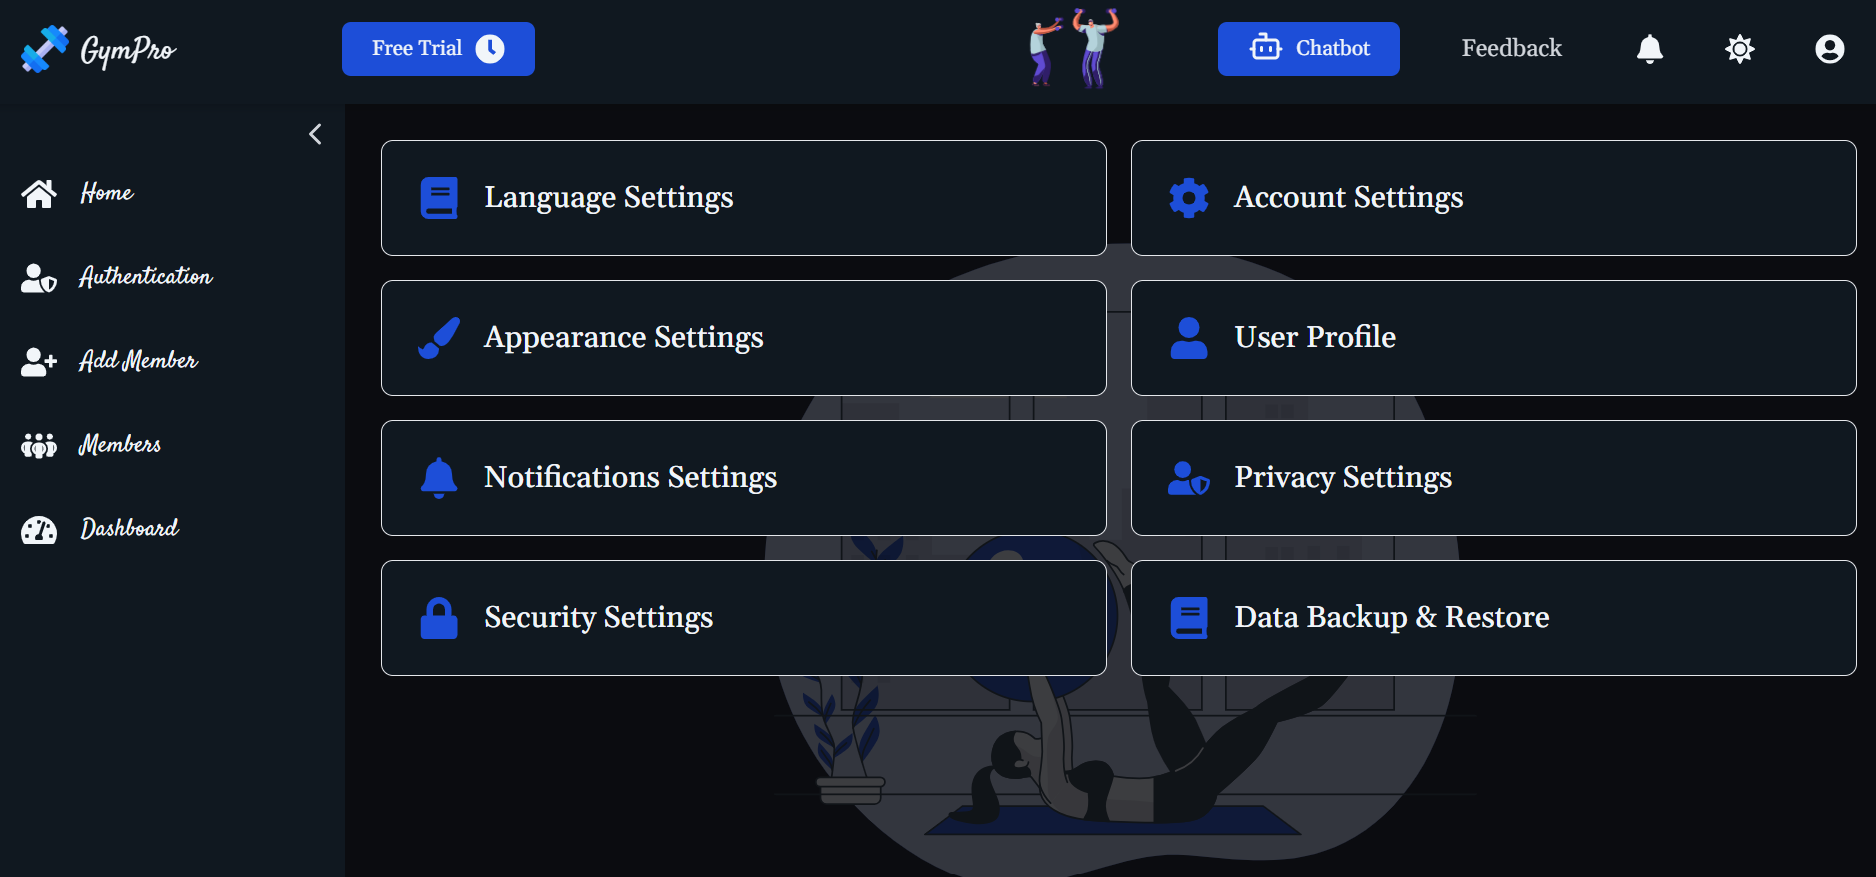 GymPro
Free Trial
Chatbot
Feedback
Home
Authentication
Add Member
Members
Dashboard
Language Settings
Account Settings
Appearance Settings
User Profile
Notifications Settings
Privacy Settings
Security Settings
Data Backup & Restore